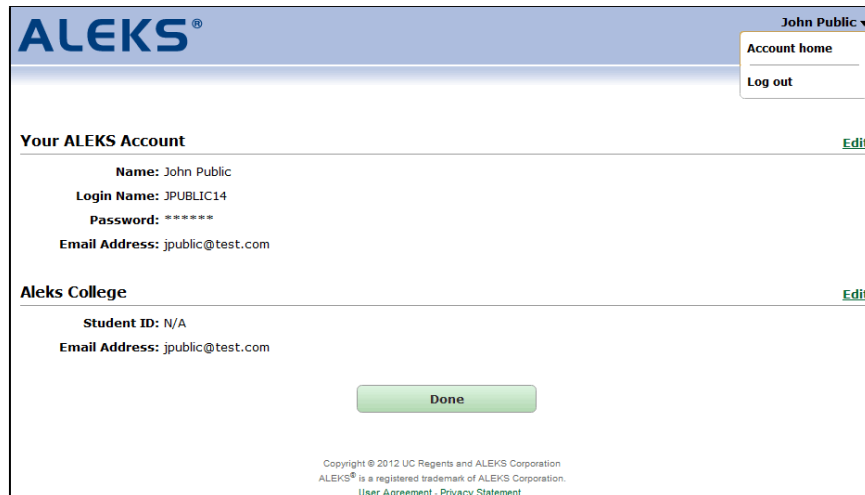 ALEKS®
John Public ▾
Account home
Log out
Your ALEKS Account
Edit
Name: John Public
Login Name: JPUBLIC14
Password: ******
Email Address: jpublic@test.com
Aleks College
Edit
Student ID: N/A
Email Address: jpublic@test.com
Done
Copyright © 2012 UC Regents and ALEKS Corporation
ALEKS® is a registered trademark of ALEKS Corporation.
User Agreement - Privacy Statement